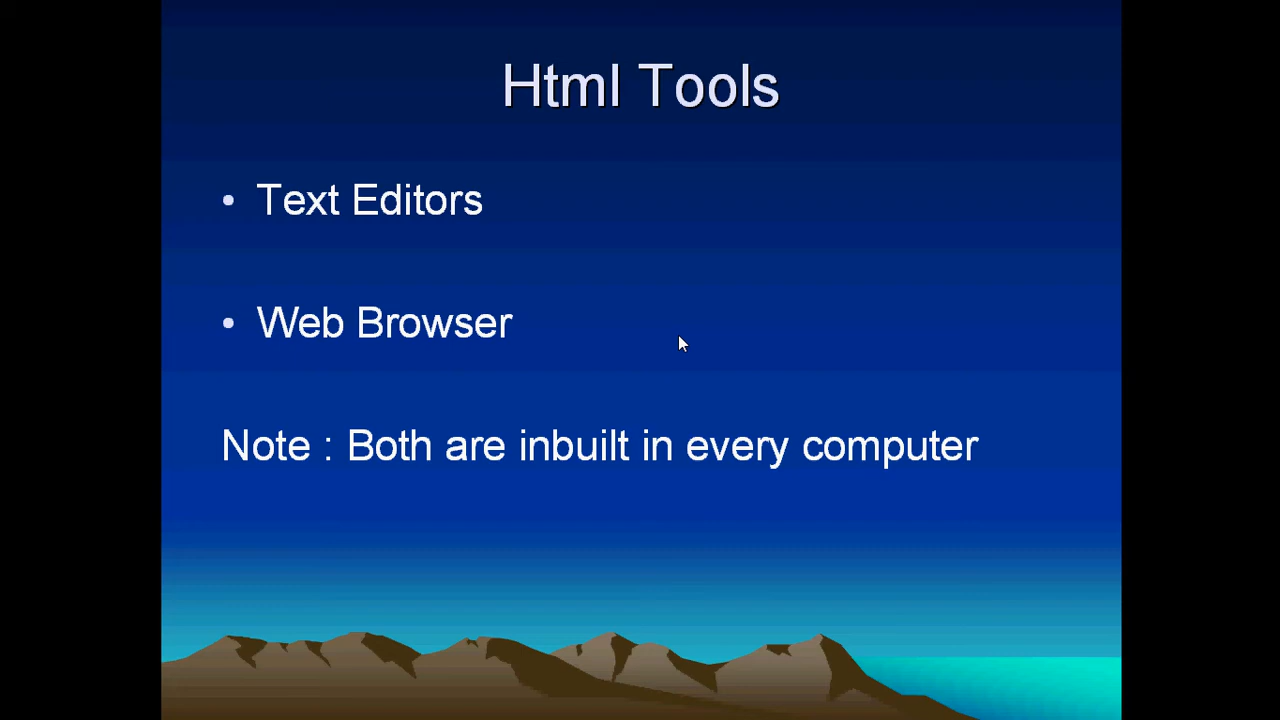 Html Tools
• Text Editors
• Web Browser
Note : Both are inbuilt in every computer